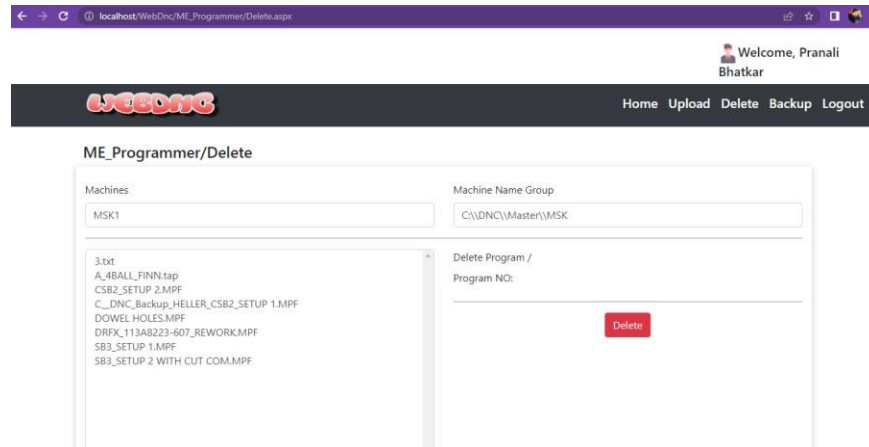 localhost/WebDnc/ME_Programmer/Delete.aspx
Welcome, Pranali
Bhatkar
WEBDNC
Home Upload Delete Backup Logout
ME_Programmer/Delete
Machines
Machine Name Group
MSK1
C:\\DNC\\Master\\MSK
3.txt
A_4BALL_FINN.tap
CSB2_SETUP 2.MPF
C__DNC_Backup_HELLER_CSB2_SETUP 1.MPF
DOWEL HOLES.MPF
DRFX_113A8223-607_REWORK.MPF
SB3_SETUP 1.MPF
SB3_SETUP 2 WITH CUT COM.MPF
Delete Program /
Program NO:
Delete